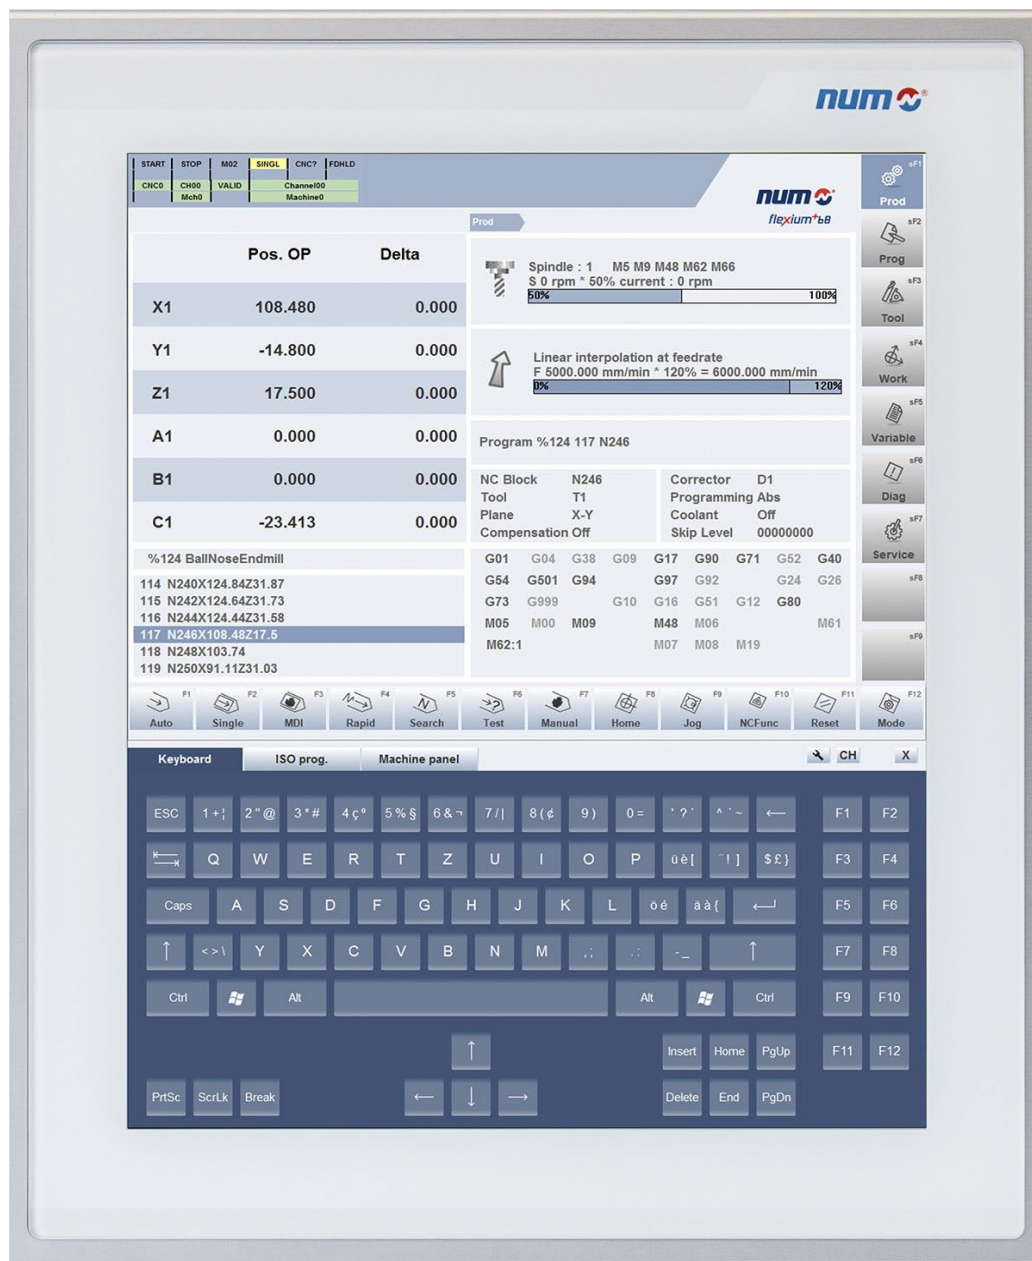 num
START STOP M02 SINGL CNC? FDHLD
CNC0 CH00 VALID Channel00
Mch0 Machine0
num
flexium+68
Prod
Pos. OP Delta
X1 108.480 0.000
Y1 -14.800 0.000
Z1 17.500 0.000
A1 0.000 0.000
B1 0.000 0.000
C1 -23.413 0.000
Spindle : 1 M5 M9 M48 M62 M66
S 0 rpm * 50% current : 0 rpm
50% 100%
Linear interpolation at feedrate
F 5000.000 mm/min * 120% = 6000.000 mm/min
0% 120%
Program %124 117 N246
NC Block N246 Corrector D1
Tool T1 Programming Abs
Plane X-Y Coolant Off
Compensation Off Skip Level 00000000
%124 BallNoseEndmill
114 N240X124.84Z31.87
115 N242X124.64Z31.73
116 N244X124.44Z31.58
117 N246X108.48Z17.5
118 N248X103.74
119 N250X91.11Z31.03
G01 G04 G38 G09 G17 G90 G71 G52 G40
G54 G501 G94 G97 G92 G24 G26
G73 G999 G10 G16 G51 G12 G80
M05 M00 M09 M48 M06 M61
M62:1 M07 M08 M19
sF1
Prod
sF2
Prog
sF3
Tool
sF4
Work
sF5
Variable
sF6
Diag
sF7
Service
sF8
sF9
F1 F2 F3 F4 F5 F6 F7 F8 F9 F10 F11 F12
Auto Single MDI Rapid Search Test Manual Home Jog NCFunc Reset Mode
Keyboard ISO prog. Machine panel CH X
ESC 1+¦ 2"@ 3*# 4ç° 5%§ 6&¬ 7/| 8(¢ 9) 0= '?´ ^`~ ← F1 F2
Q W E R T Z U I O P üè[ ¨!] $£} F3 F4
Caps A S D F G H J K L öé äà{ F5 F6
↑ <>\ Y X C V B N M ,; .: -_ ↑ F7 F8
Ctrl Alt Alt Ctrl F9 F10
↑ Insert Home PgUp F11 F12
PrtSc ScrLk Break ← ↓ → Delete End PgDn